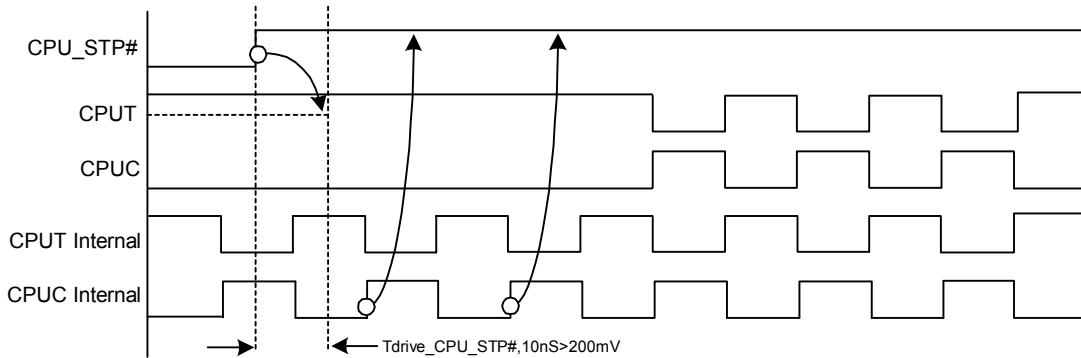 CPU_STP#
CPUT
CPUC
CPUT Internal
CPUC Internal
Tdrive_CPU_STP#,10nS>200mV